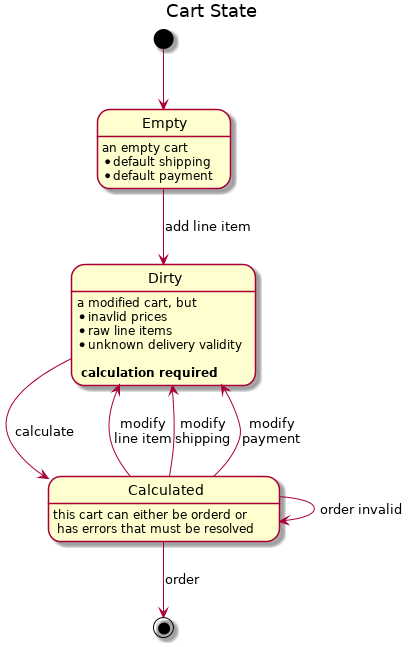 Cart State
Empty
an empty cart
• default shipping
• default payment
add line item
Dirty
a modified cart, but
• inavlid prices
• raw line items
• unknown delivery validity
calculation required
calculate
modify
line item
modify
shipping
modify
payment
Calculated
this cart can either be orderd or
has errors that must be resolved
order invalid
order